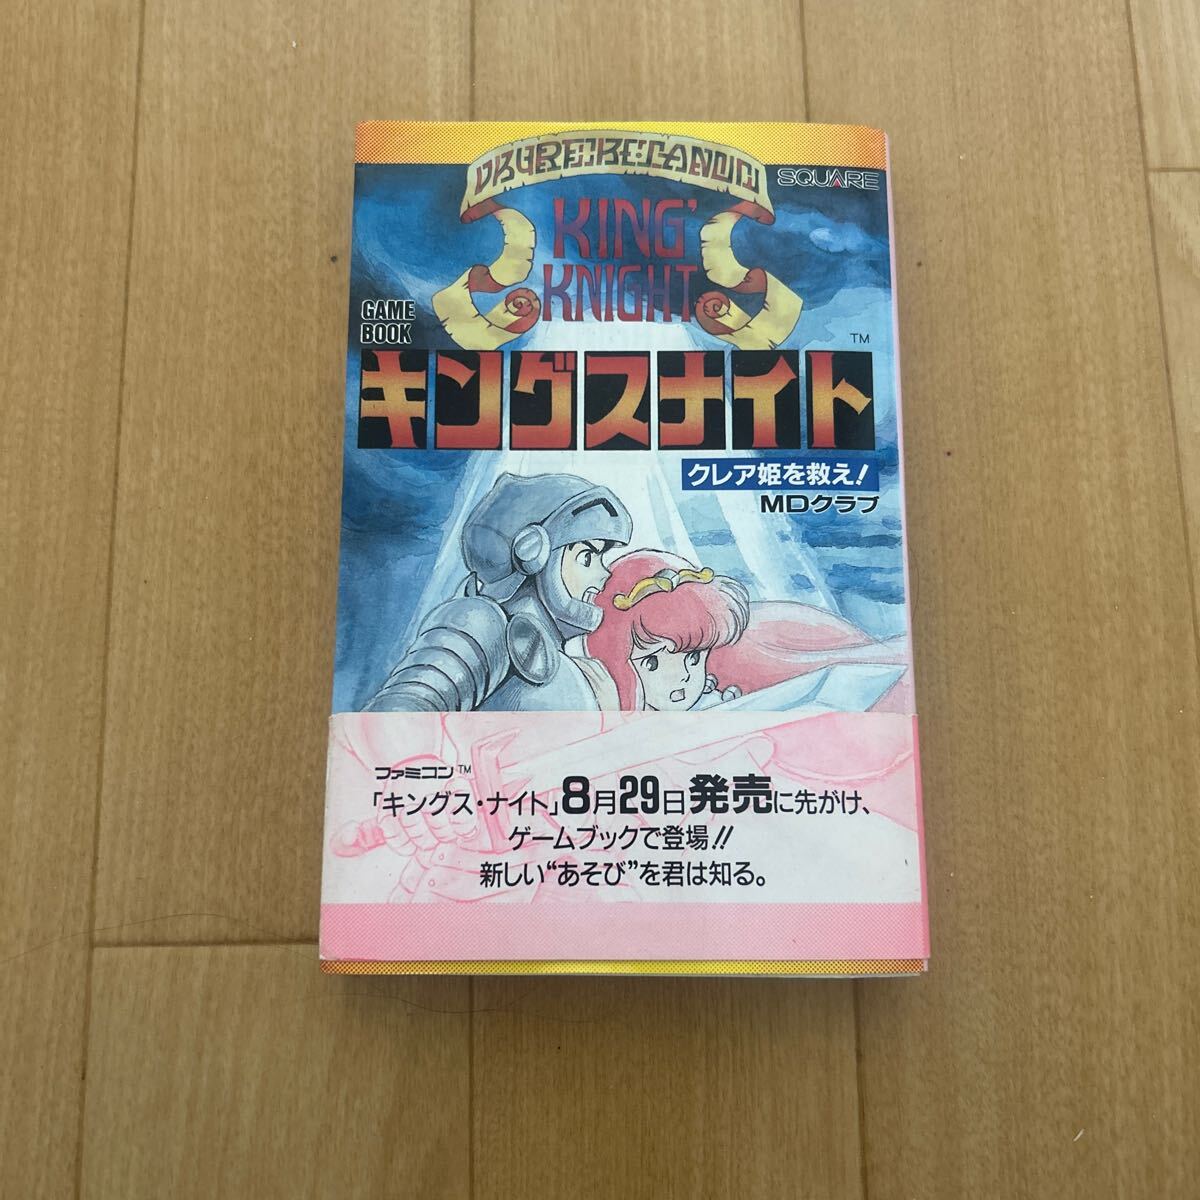 SQUARE
KING'
KNIGHT
GAME
BOOK
TM
キングスナイト
クレア姫を救え!
MDクラブ
ファミコン™
「キングス・ナイト」8月29日発売に先がけ、
ゲームブックで登場!!
新しい“あそび”を君は知る。